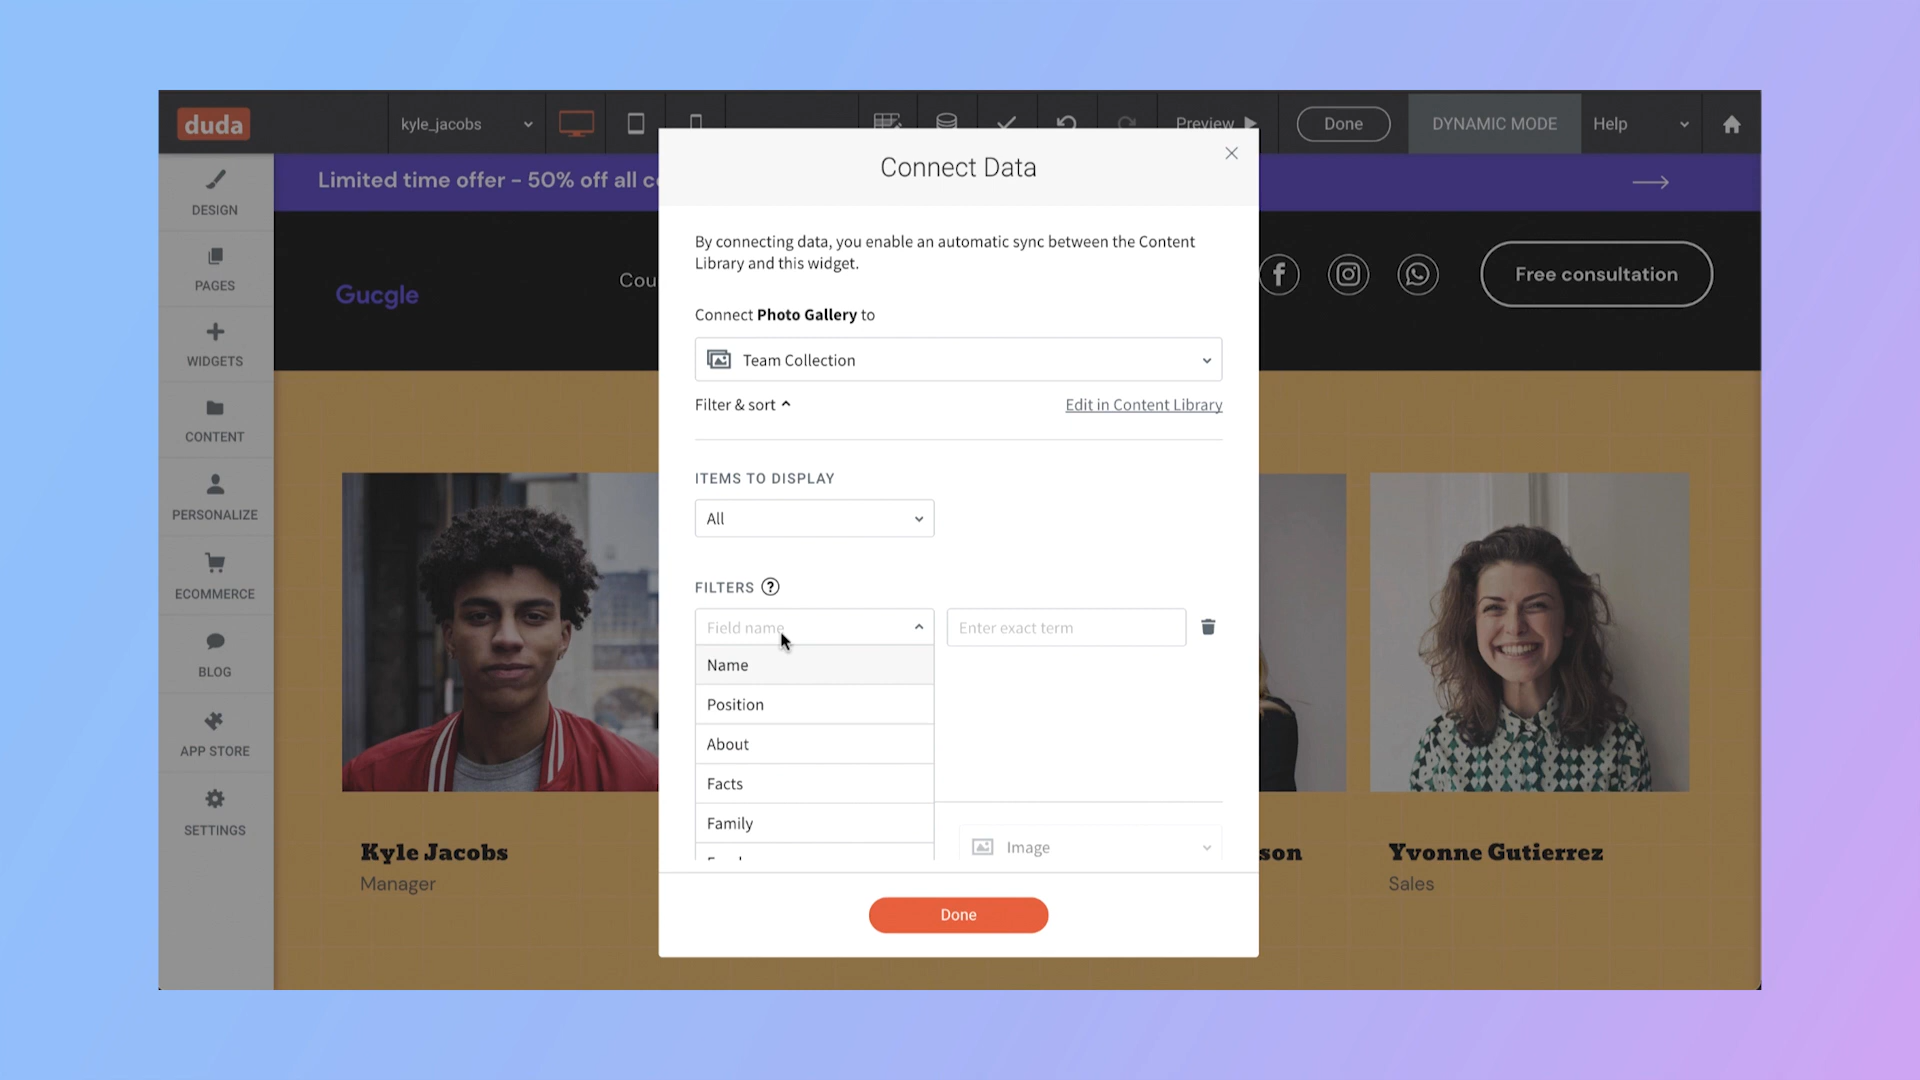 duda
kyle_jacobs
Preview
Done
DYNAMIC MODE
Help
DESIGN
PAGES
WIDGETS
CONTENT
PERSONALIZE
ECOMMERCE
BLOG
APP STORE
SETTINGS
Limited time offer - 50% off all
Gucgle
Free consultation
Connect Data
By connecting data, you enable an automatic sync between the Content
Library and this widget.
Connect Photo Gallery to
Team Collection
Filter & sort
Edit in Content Library
ITEMS TO DISPLAY
All
FILTERS ?
Field name
Enter exact term
Name
Position
About
Facts
Family
Image
Done
Kyle Jacobs
Manager
son
Yvonne Gutierrez
Sales